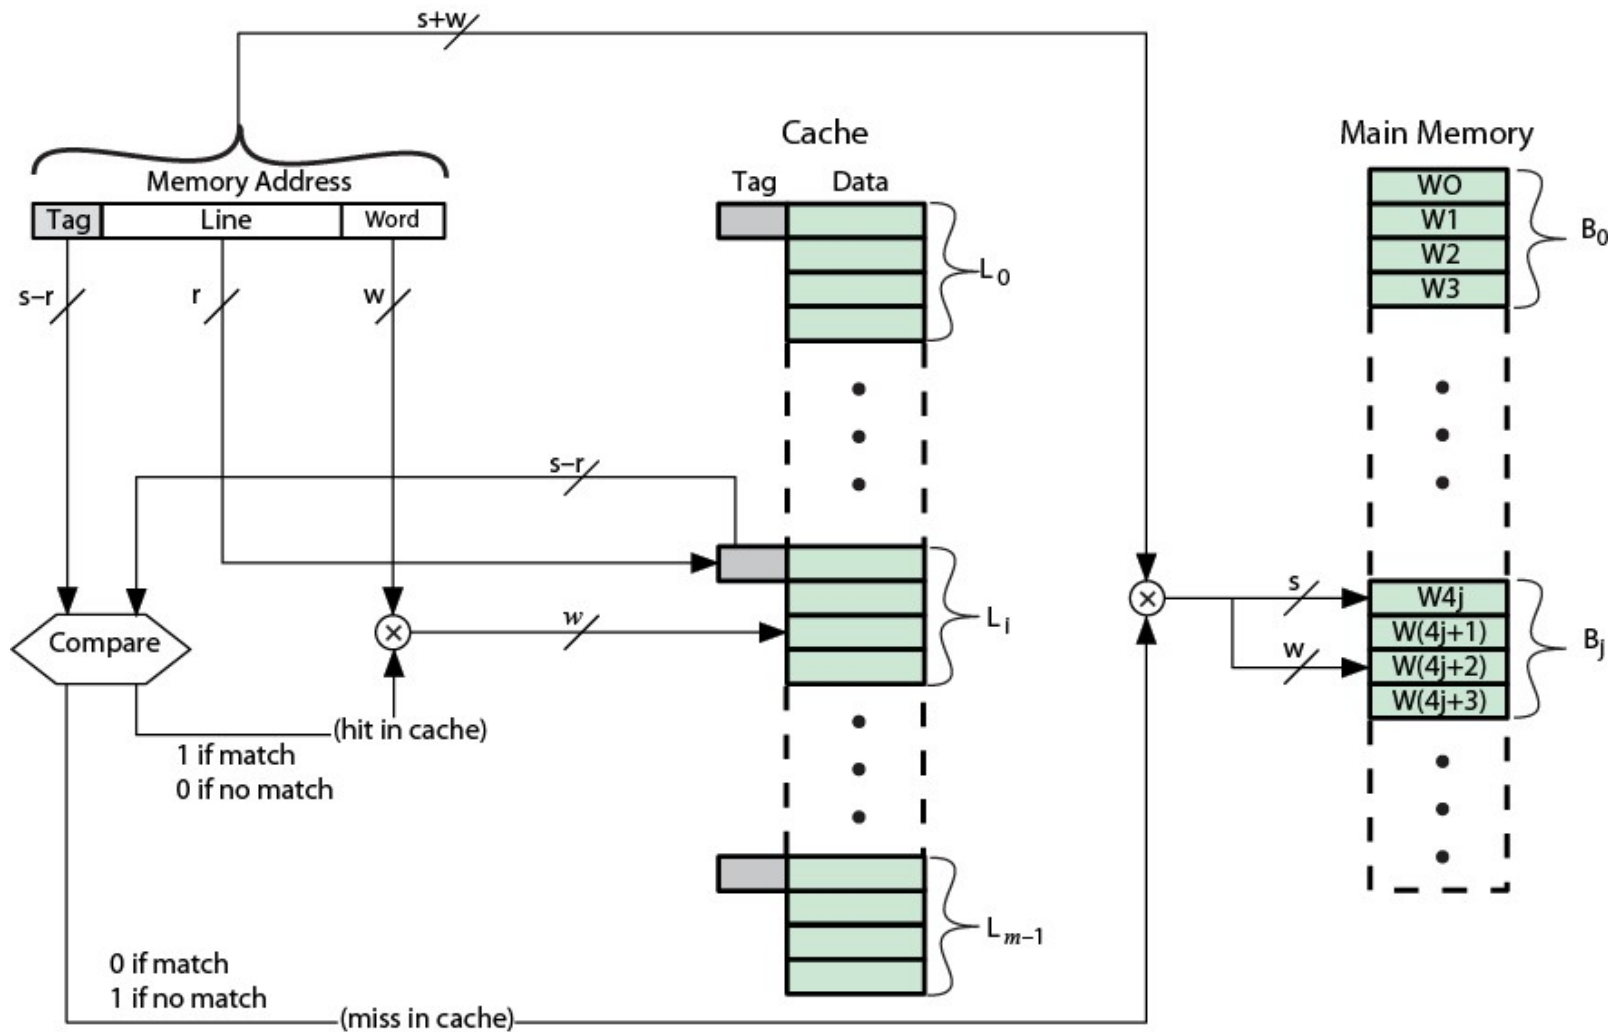 s+w
Cache
Main Memory
Memory Address
Tag Data
Tag Line Word
WO
W1
W2
W3
B0
L0
s–r
r
w
s–r
Compare
w
Li
s
w
W4j
W(4j+1)
W(4j+2)
W(4j+3)
Bj
(hit in cache)
1 if match
0 if no match
Lm–1
0 if match
1 if no match
(miss in cache)